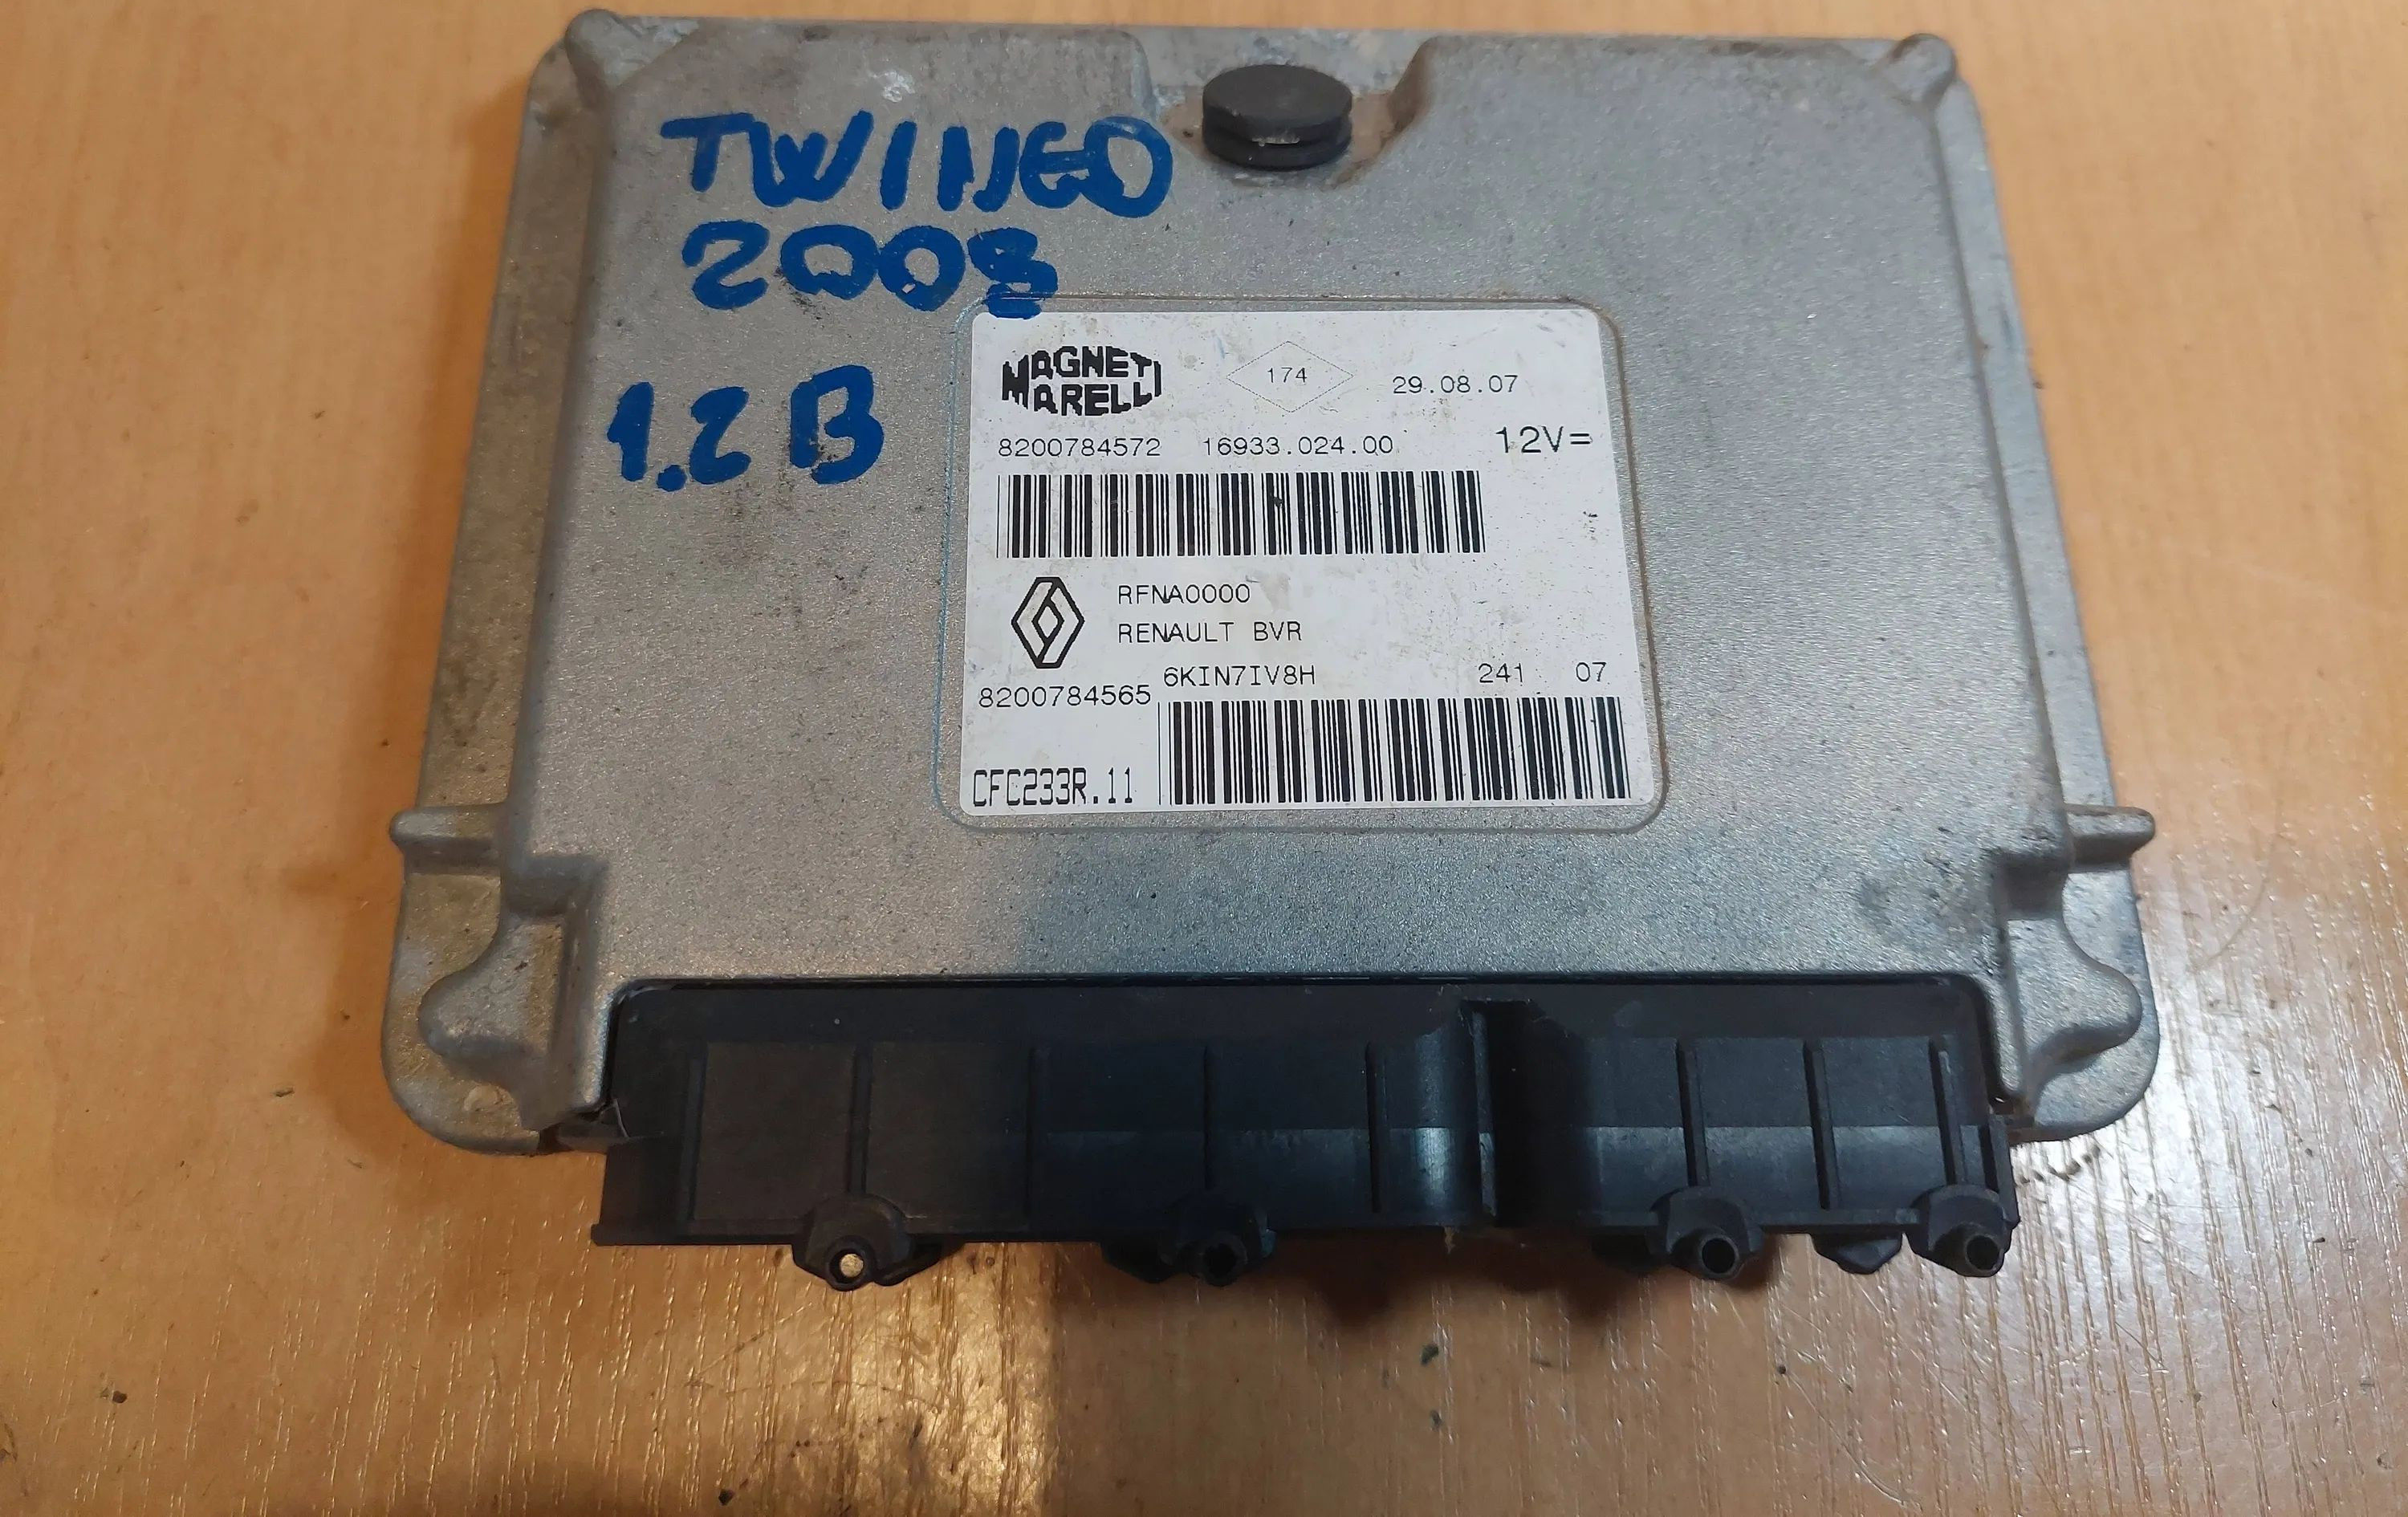 TWINGO
2008
1.2 B
MAGNETI
MARELLI
174
29.08.07
8200784572 16933.024.00 12V=
RFNA0000
RENAULT BVR
6KIN7IV8H 241 07
8200784565
CFC233R.11